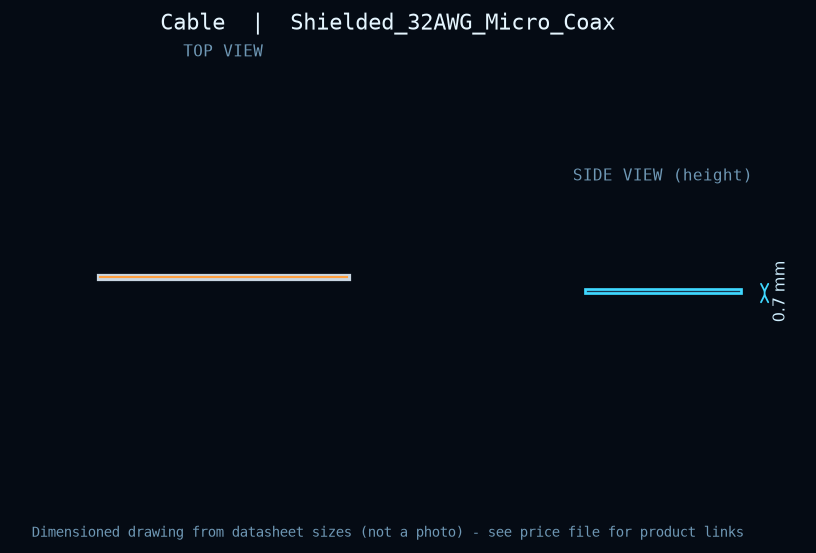 Cable  |  Shielded_32AWG_Micro_Coax
TOP VIEW
SIDE VIEW (height)
0.7 mm
Dimensioned drawing from datasheet sizes (not a photo) - see price file for product links